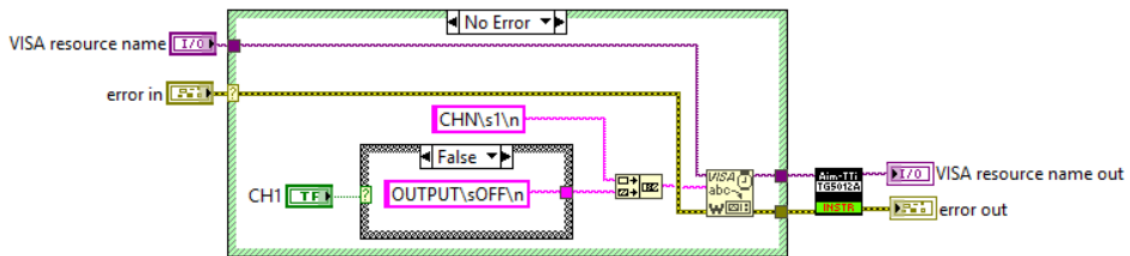 No Error
VISA resource name
I/O
error in
?
CHN\s1\n
False
CH1
TF
?
OUTPUT\sOFF\n
VISA
abc
W
Aim-TTi
TG5012A
INSTR
I/O
VISA resource name out
error out